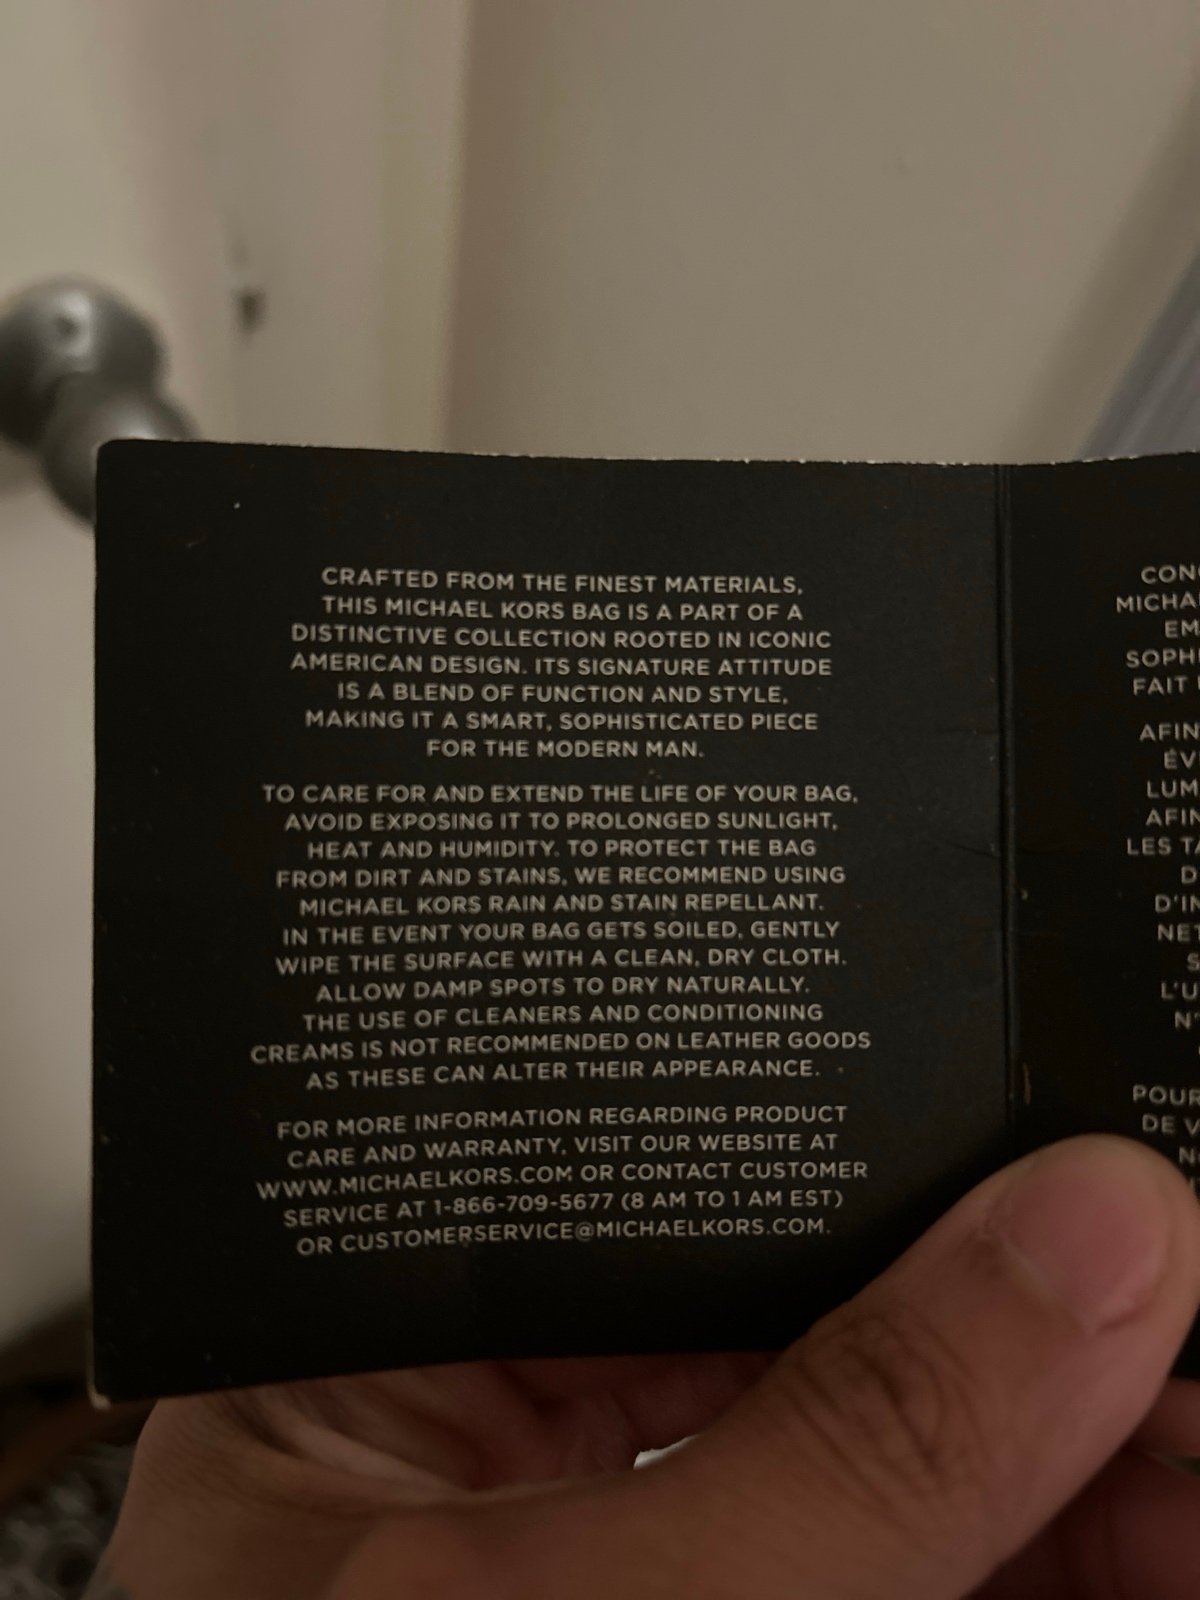 CRAFTED FROM THE FINEST MATERIALS,
THIS MICHAEL KORS BAG IS A PART OF A
DISTINCTIVE COLLECTION ROOTED IN ICONIC
AMERICAN DESIGN. ITS SIGNATURE ATTITUDE
IS A BLEND OF FUNCTION AND STYLE,
MAKING IT A SMART, SOPHISTICATED PIECE
FOR THE MODERN MAN.
TO CARE FOR AND EXTEND THE LIFE OF YOUR BAG,
AVOID EXPOSING IT TO PROLONGED SUNLIGHT,
HEAT AND HUMIDITY. TO PROTECT THE BAG
FROM DIRT AND STAINS, WE RECOMMEND USING
MICHAEL KORS RAIN AND STAIN REPELLANT.
IN THE EVENT YOUR BAG GETS SOILED, GENTLY
WIPE THE SURFACE WITH A CLEAN, DRY CLOTH.
ALLOW DAMP SPOTS TO DRY NATURALLY.
THE USE OF CLEANERS AND CONDITIONING
CREAMS IS NOT RECOMMENDED ON LEATHER GOODS
AS THESE CAN ALTER THEIR APPEARANCE.
FOR MORE INFORMATION REGARDING PRODUCT
CARE AND WARRANTY, VISIT OUR WEBSITE AT
WWW.MICHAELKORS.COM OR CONTACT CUSTOMER
SERVICE AT 1-866-709-5677 (8 AM TO 1 AM EST)
OR CUSTOMERSERVICE@MICHAELKORS.COM.
FAIT
AFIN
AFIN
LES
POUR
DE